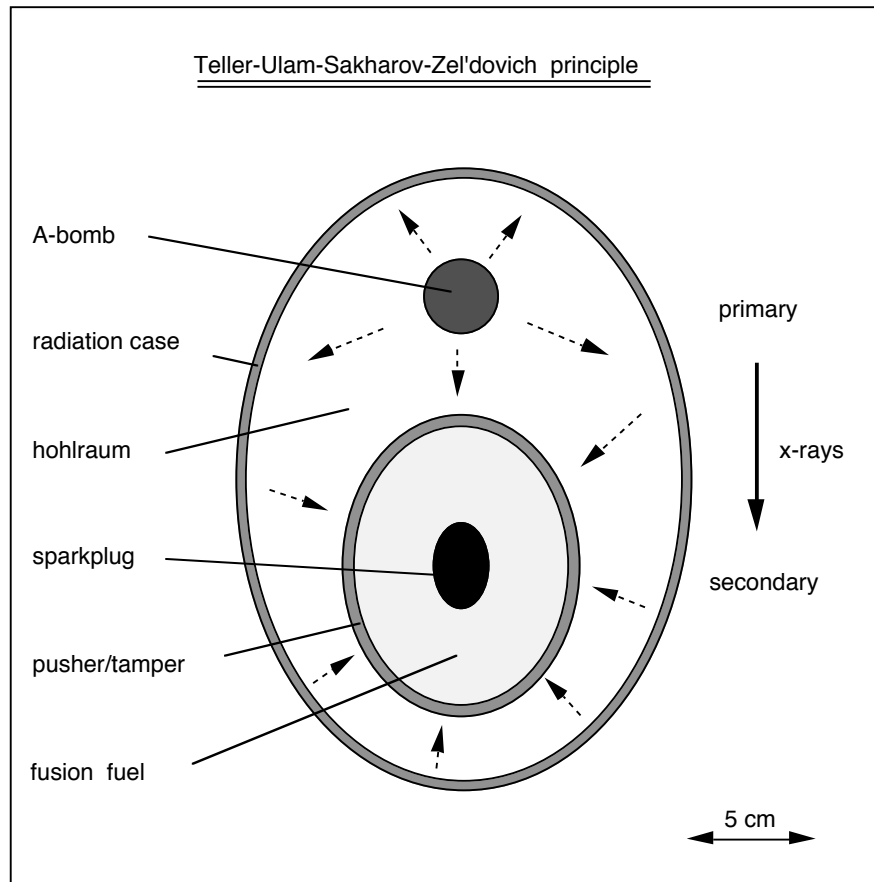 Teller-Ulam-Sakharov-Zel'dovich principle
A-bomb
radiation case
hohlraum
sparkplug
pusher/tamper
fusion fuel
primary
x-rays
secondary
5 cm